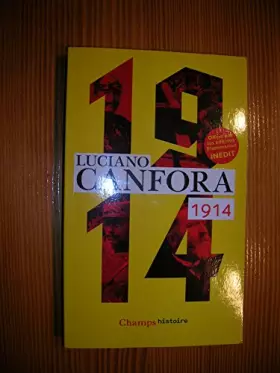 19
LUCIANO
CANFORA
1914
14
INÉDIT
Champs histoire